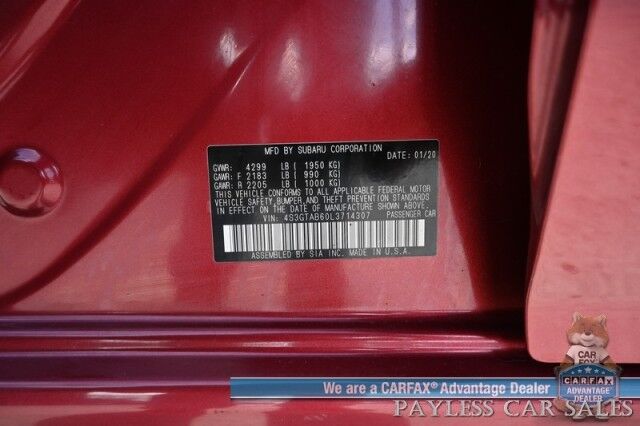 MFD BY SUBARU CORPORATION
DATE: 01/20
GVWR: 4299 LB ( 1950 KG)
GAWR: F 2183 LB ( 990 KG)
GAWR: R 2205 LB ( 1000 KG)
THIS VEHICLE CONFORMS TO ALL APPLICABLE FEDERAL MOTOR
VEHICLE SAFETY, BUMPER, AND THEFT PREVENTION STANDARDS
IN EFFECT ON THE DATE OF MANUFACTURE SHOWN ABOVE.
VIN: 4S3GTAB60L3714307 PASSENGER CAR
ASSEMBLED BY SIA INC. MADE IN U.S.A.
We are a CARFAX® Advantage Dealer
PAYLESS CAR SALES
CAR
FOX
CARFAX
ADVANTAGE
DEALER